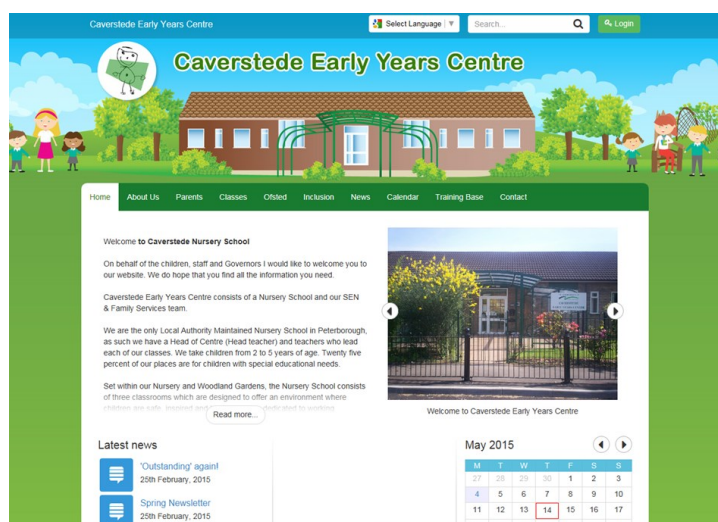 Caverstede Early Years Centre
Select Language ▼
Search...
Login
Caverstede Early Years Centre
Home About Us Parents Classes Ofsted Inclusion News Calendar Training Base Contact
Welcome to Caverstede Nursery School
On behalf of the children, staff and Governors I would like to welcome you to
our website. We do hope that you find all the information you need.
Caverstede Early Years Centre consists of a Nursery School and our SEN
& Family Services team.
We are the only Local Authority Maintained Nursery School in Peterborough,
as such we have a Head of Centre (Head teacher) and teachers who lead
each of our classes. We take children from 2 to 5 years of age. Twenty five
percent of our places are for children with special educational needs.
Set within our Nursery and Woodland Gardens, the Nursery School consists
of three classrooms which are designed to offer an environment where
children are safe, inspired and dedicated to working
Read more...
Welcome to Caverstede Early Years Centre
Latest news
'Outstanding' again!
25th February, 2015
Spring Newsletter
25th February, 2015
May 2015
M T W T F S S
27 28 29 30 1 2 3
4 5 6 7 8 9 10
11 12 13 14 15 16 17